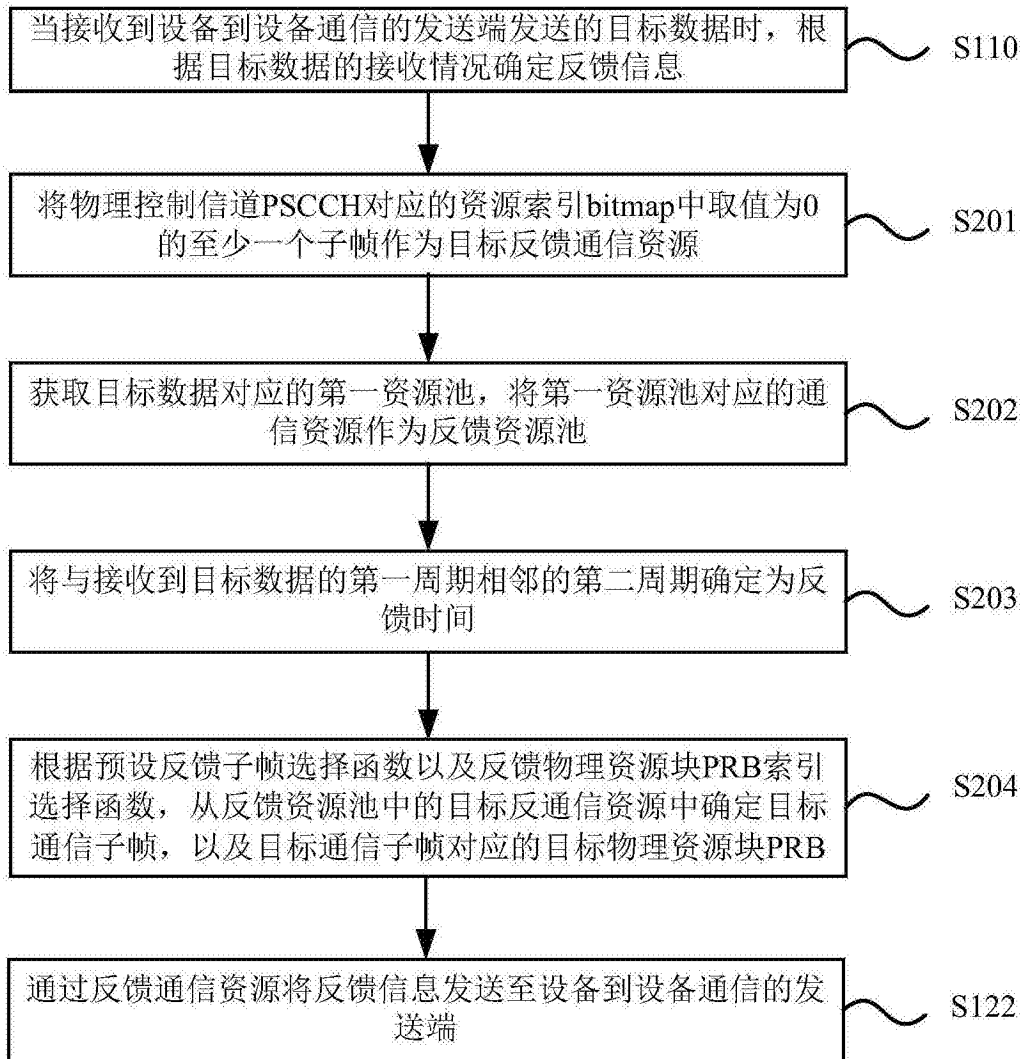 当接收到设备到设备通信的发送端发送的目标数据时，根
据目标数据的接收情况确定反馈信息
S110
将物理控制信道PSCCH对应的资源索引bitmap中取值为0
的至少一个子帧作为目标反馈通信资源
S201
获取目标数据对应的第一资源池，将第一资源池对应的通
信资源作为反馈资源池
S202
将与接收到目标数据的第一周期相邻的第二周期确定为反
馈时间
S203
根据预设反馈子帧选择函数以及反馈物理资源块PRB索引
选择函数，从反馈资源池中的目标反通信资源中确定目标
通信子帧，以及目标通信子帧对应的目标物理资源块PRB
S204
通过反馈通信资源将反馈信息发送至设备到设备通信的发
送端
S122